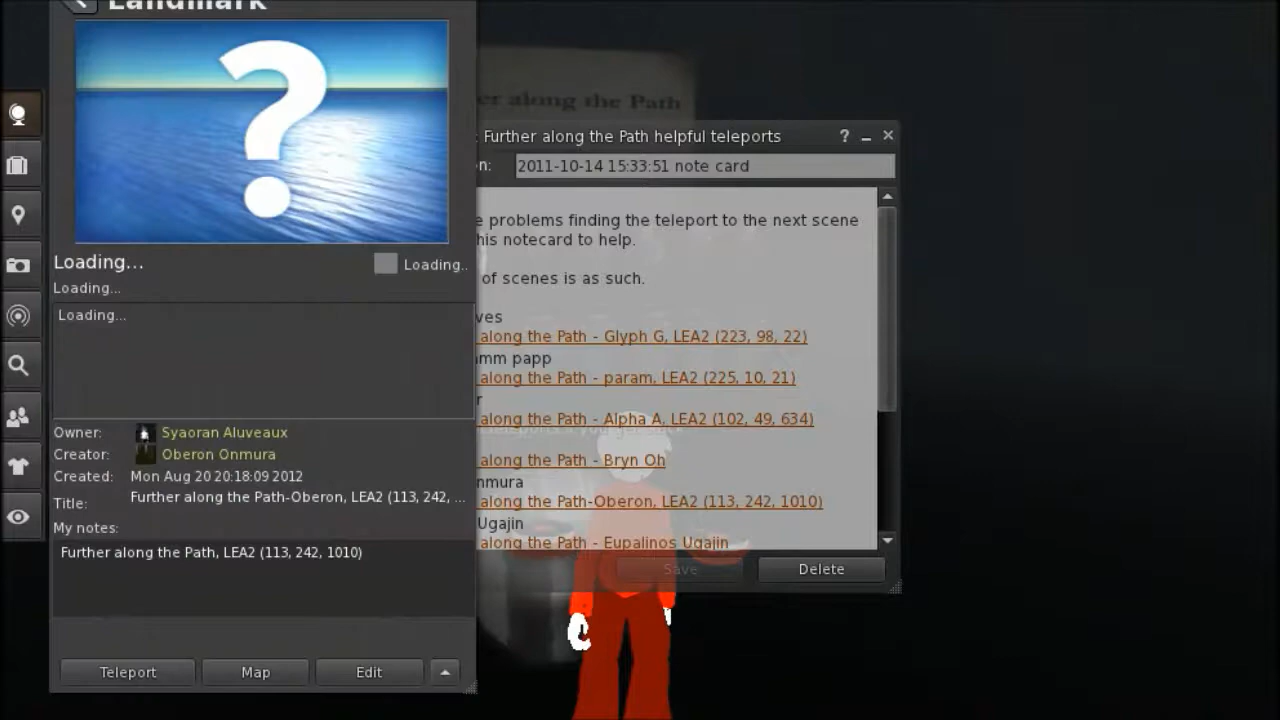 Landmark
?
Loading...
Loading..
Loading...
Loading...
Owner: Syaoran Aluveaux
Creator: Oberon Onmura
Created: Mon Aug 20 20:18:09 2012
Title: Further along the Path-Oberon, LEA2 (113, 242, ...
My notes:
Further along the Path, LEA2 (113, 242, 1010)
Teleport Map Edit
er along the Path
: Further along the Path helpful teleports ?
n: 2011-10-14 15:33:51 note card
e problems finding the teleport to the next scene
his notecard to help.
of scenes is as such.
ves
along the Path - Glyph G, LEA2 (223, 98, 22)
mm papp
along the Path - param, LEA2 (225, 10, 21)
r
along the Path - Alpha A, LEA2 (102, 49, 634)
along the Path - Bryn Oh
nmura
along the Path-Oberon, LEA2 (113, 242, 1010)
Ugajin
along the Path - Eupalinos Ugajin
Save Delete